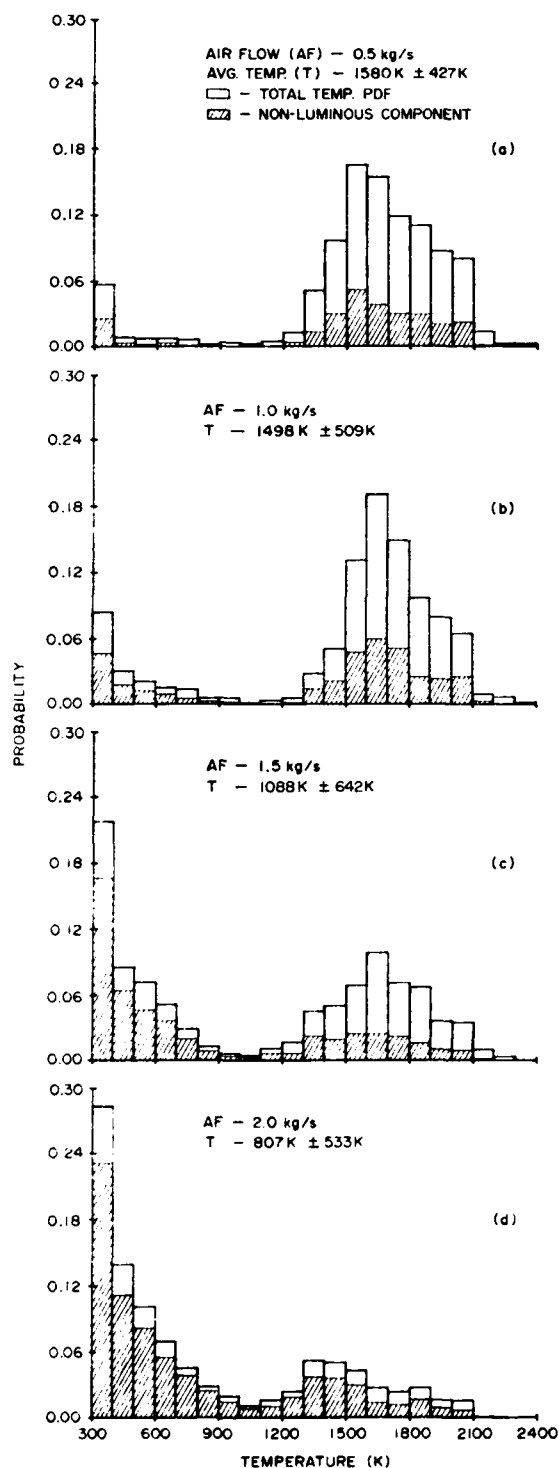 0.30
AIR FLOW (AF) – 0.5 kg/s
AVG. TEMP. (T) – 1580K ± 427K
– TOTAL TEMP. PDF
– NON-LUMINOUS COMPONENT
0.24
0.18
(a)
0.12
0.06
0.00
0.30
AF – 1.0 kg/s
T – 1498K ± 509K
0.24
0.18
(b)
0.12
0.06
0.00
PROBABILITY
0.30
AF – 1.5 kg/s
T – 1088K ± 642K
0.24
0.18
(c)
0.12
0.06
0.00
0.30
AF – 2.0 kg/s
T – 807K ± 533K
0.24
0.18
(d)
0.12
0.06
0.00
300 600 900 1200 1500 1800 2100 2400
TEMPERATURE (K)